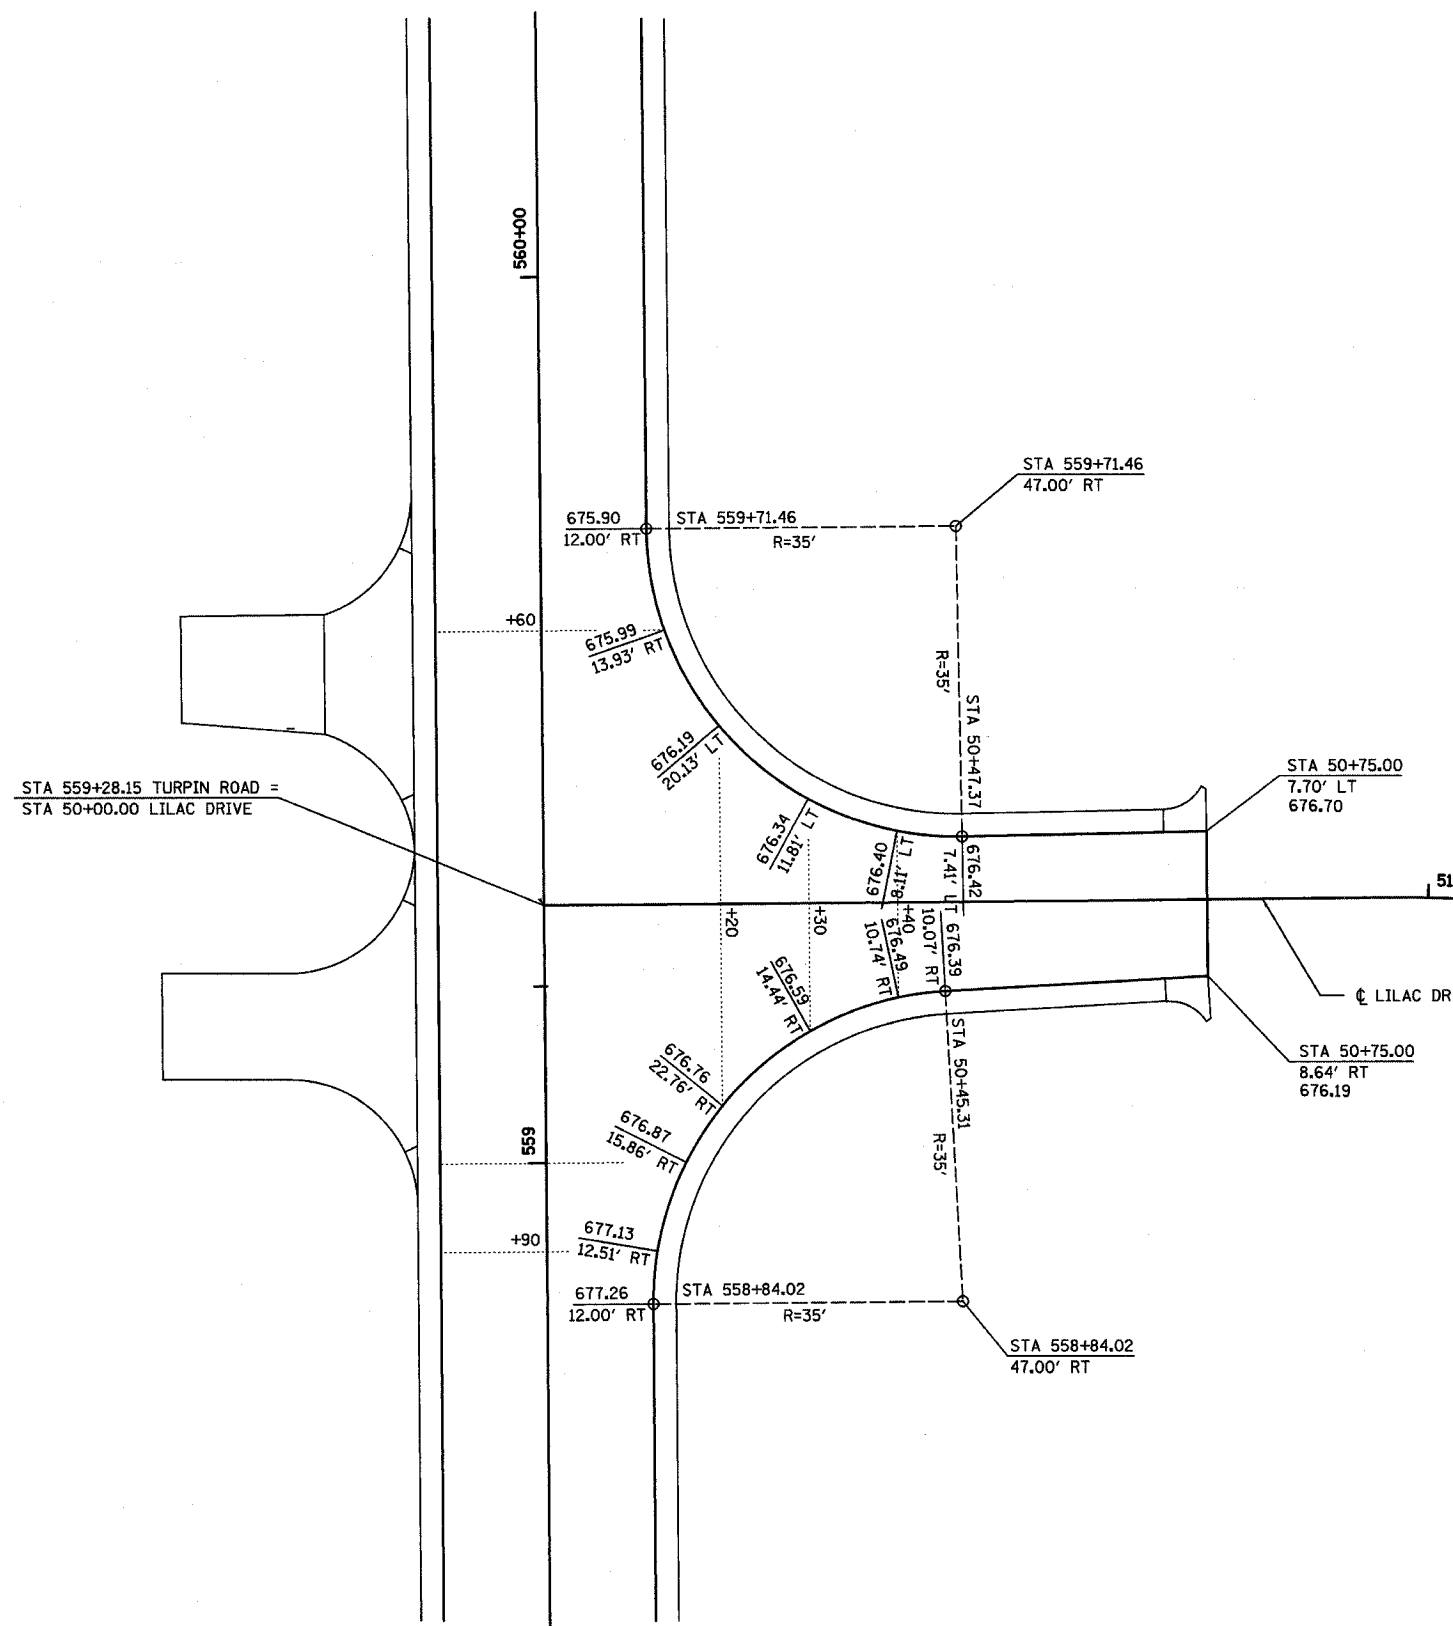 560+00
STA 559+71.46
47.00' RT
675.90
12.00' RT
STA 559+71.46
R=35'
+60
675.99
13.93' RT
R=35'
STA 50+47.37
676.19
20.13' LT
STA 50+75.00
7.70' LT
676.70
STA 559+28.15 TURPIN ROAD =
STA 50+00.00 LILAC DRIVE
676.34
11.81' LT
676.40
8.11' LT
676.42
7.41' LT
51
+20
+30
+40
676.49
10.74' RT
676.39
10.07' RT
676.59
14.44' RT
℄ LILAC DR
STA 50+45.31
R=35'
STA 50+75.00
8.64' RT
676.19
676.76
22.76' RT
676.87
15.86' RT
559
+90
677.13
12.51' RT
677.26
12.00' RT
STA 558+84.02
R=35'
STA 558+84.02
47.00' RT